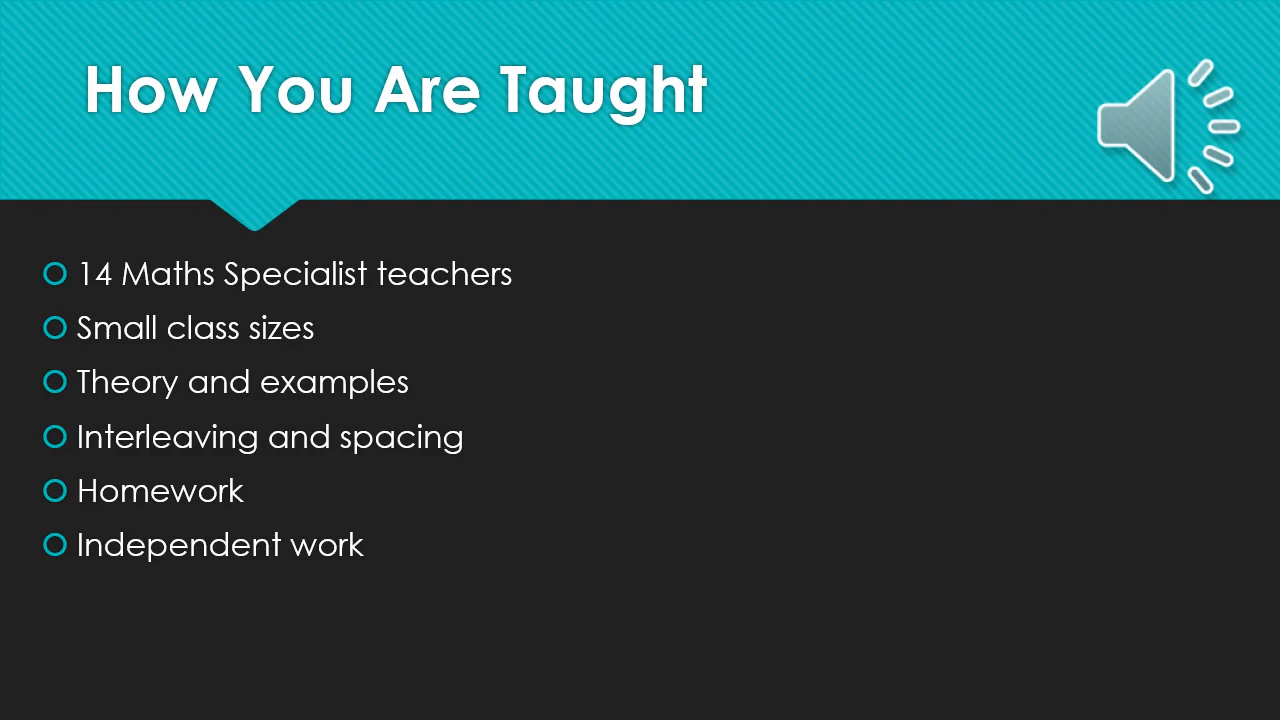 How You Are Taught
14 Maths Specialist teachers
Small class sizes
Theory and examples
Interleaving and spacing
Homework
Independent work